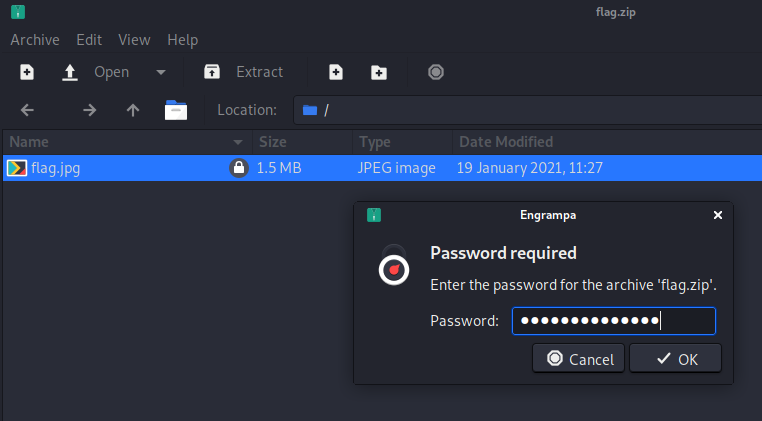 flag.zip
Archive Edit View Help
Open Extract
Location: /
Name Size Type Date Modified
flag.jpg 1.5 MB JPEG image 19 January 2021, 11:27
Engrampa
Password required
Enter the password for the archive 'flag.zip'.
Password: ●●●●●●●●●●●●●●
Cancel OK